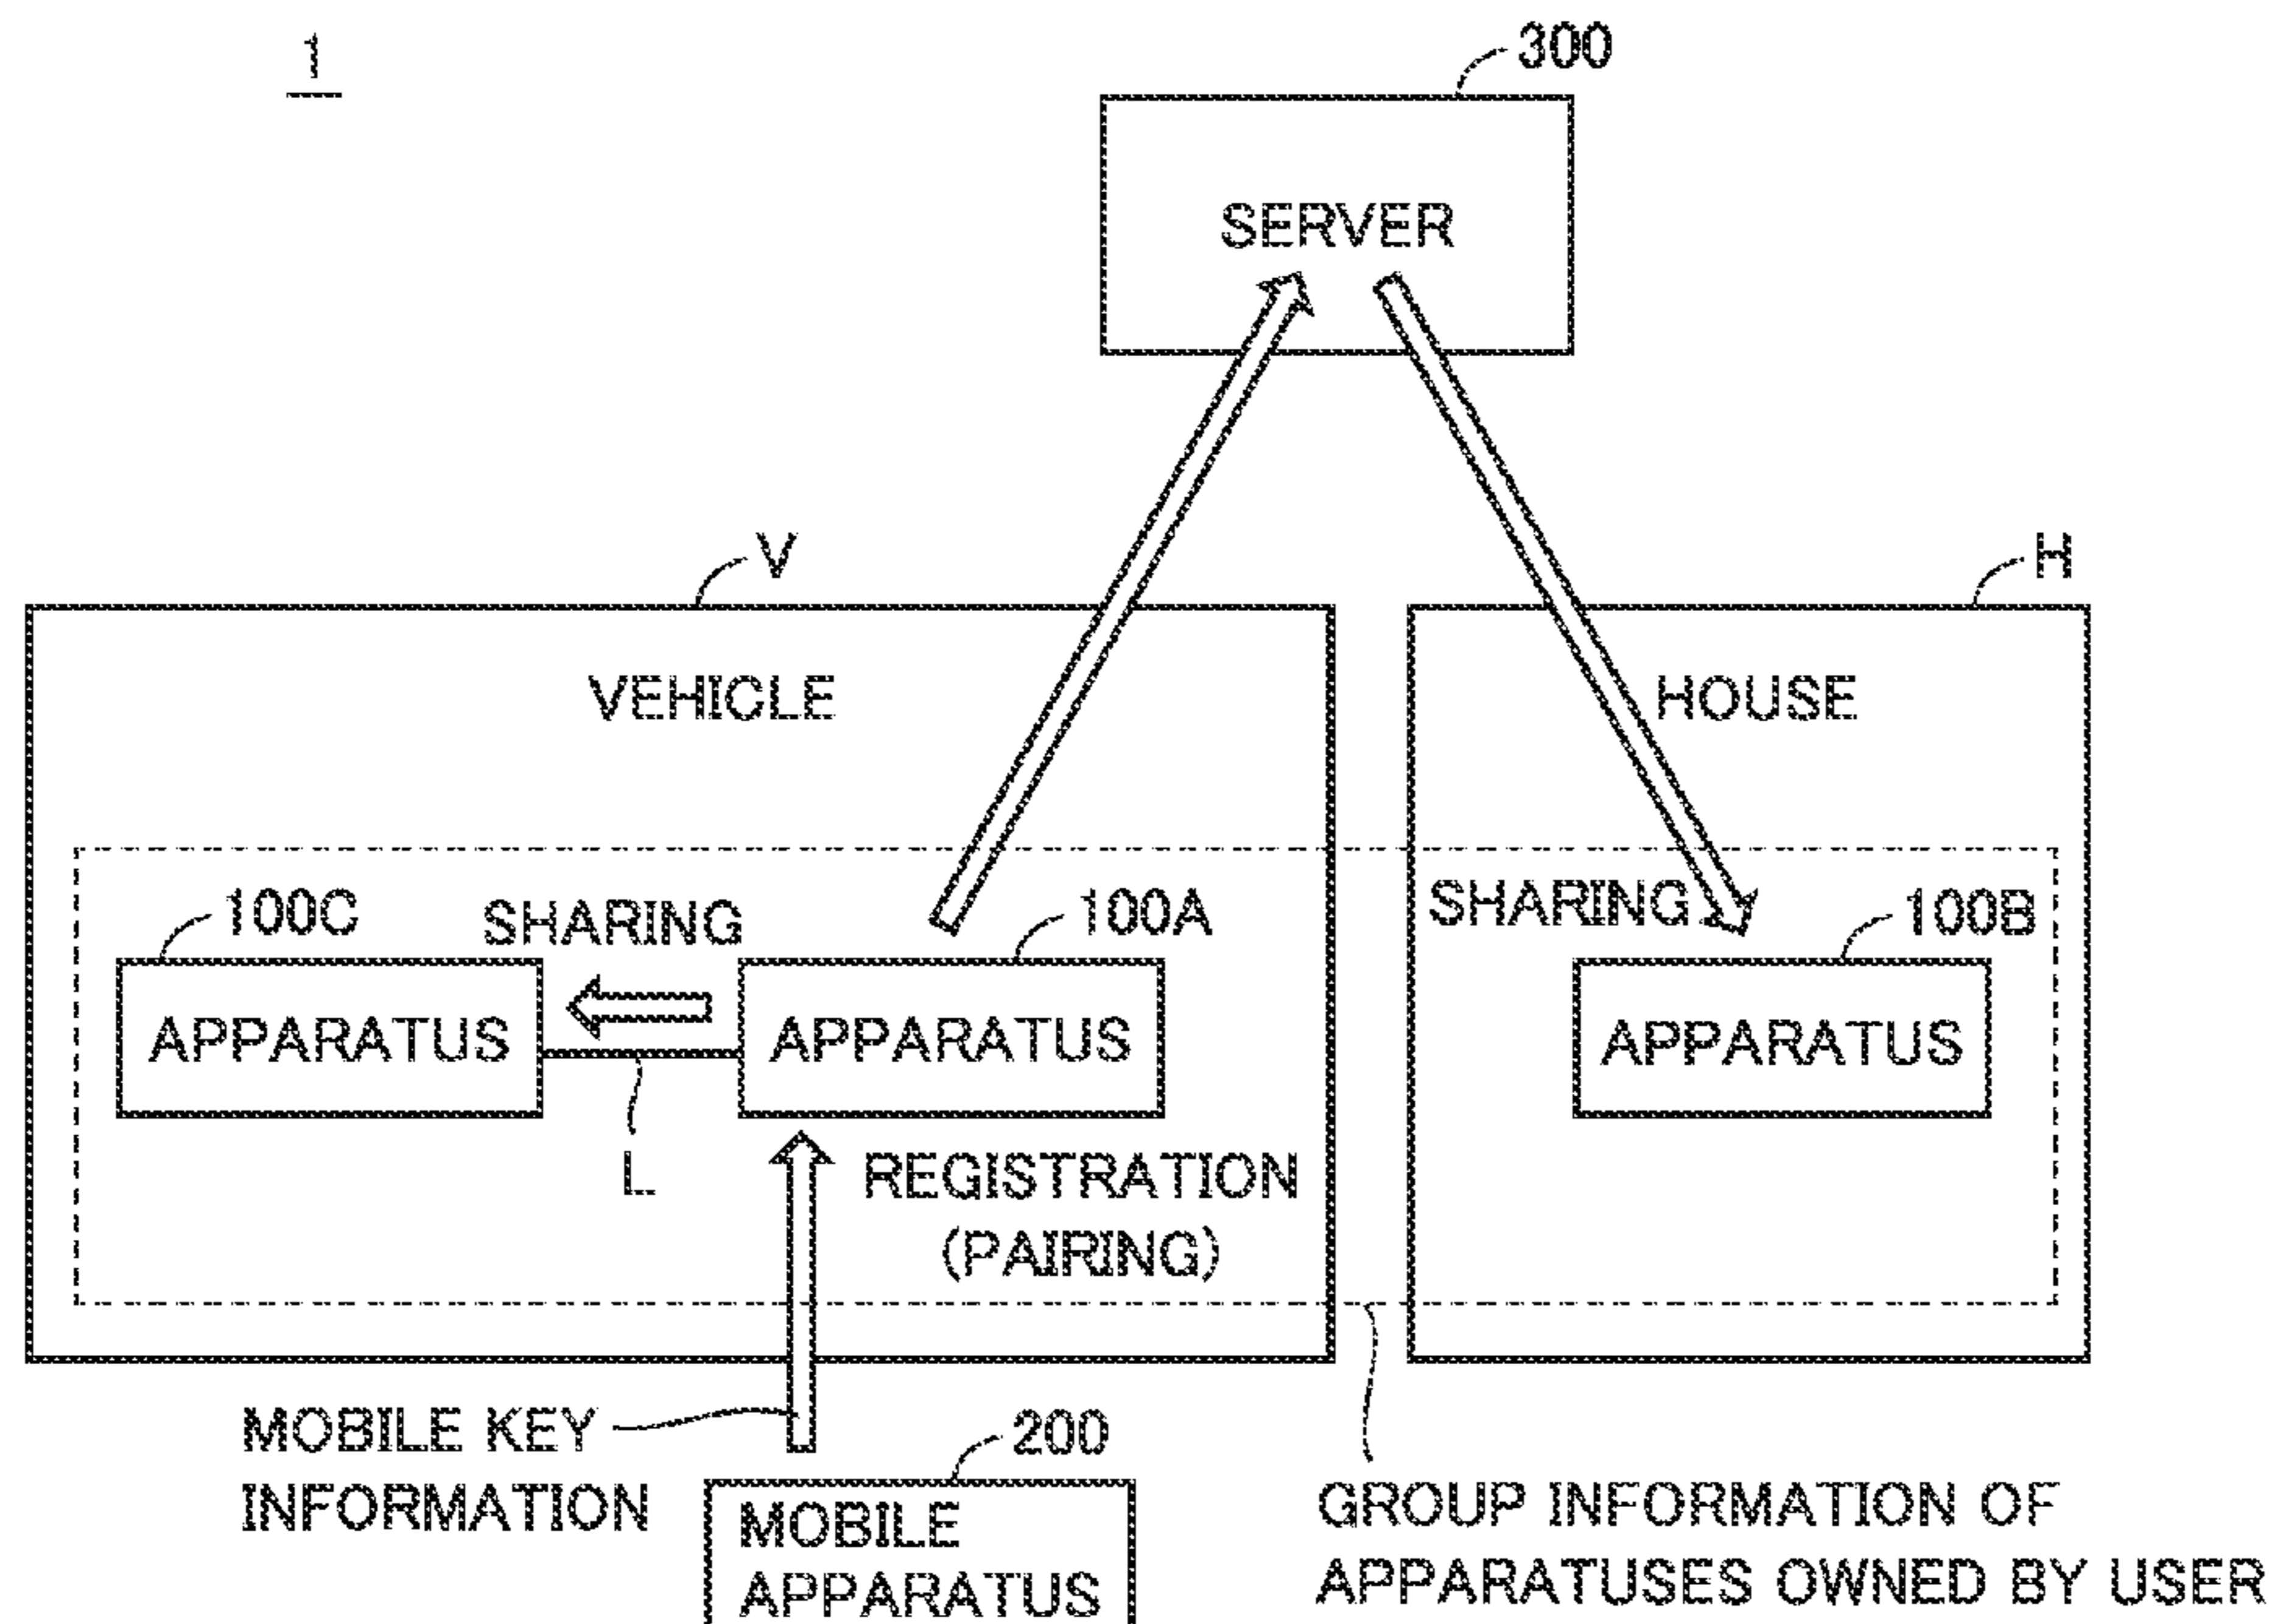 1
300
SERVER
V
H
VEHICLE
HOUSE
100C
SHARING
100A
SHARING
100B
APPARATUS
APPARATUS
APPARATUS
L
REGISTRATION
(PAIRING)
MOBILE KEY
INFORMATION
200
MOBILE
APPARATUS
GROUP INFORMATION OF
APPARATUSES OWNED BY USER